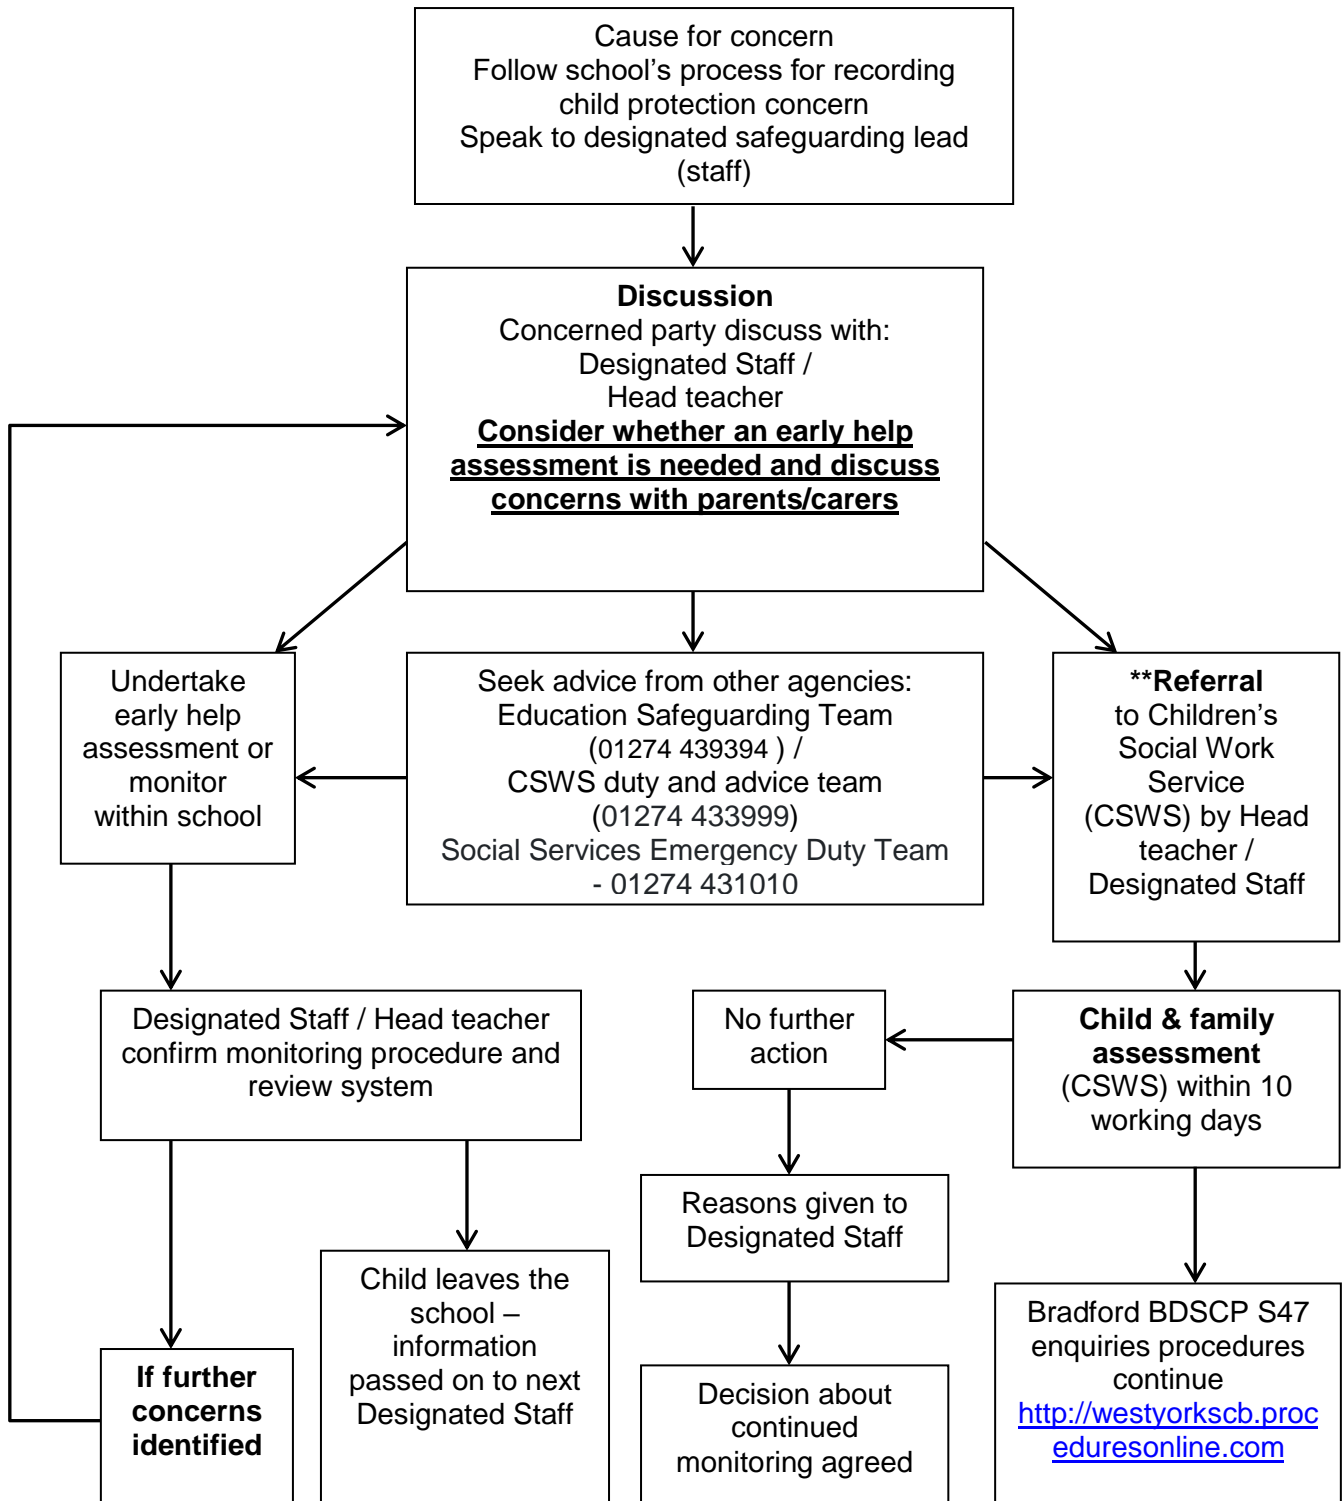 Cause for concern
Follow school’s process for recording
child protection concern
Speak to designated safeguarding lead
(staff)
Discussion
Concerned party discuss with:
Designated Staff /
Head teacher
Consider whether an early help
assessment is needed and discuss
concerns with parents/carers
Undertake
early help
assessment or
monitor
within school
Seek advice from other agencies:
Education Safeguarding Team
(01274 439394 ) /
CSWS duty and advice team
(01274 433999)
Social Services Emergency Duty Team
- 01274 431010
**Referral
to Children’s
Social Work
Service
(CSWS) by Head
teacher /
Designated Staff
Designated Staff / Head teacher
confirm monitoring procedure and
review system
No further
action
Child & family
assessment
(CSWS) within 10
working days
Reasons given to
Designated Staff
If further
concerns
identified
Child leaves the
school –
information
passed on to next
Designated Staff
Decision about
continued
monitoring agreed
Bradford BDSCP S47
enquiries procedures
continue
http://westyorkscb.proc
eduresonline.com